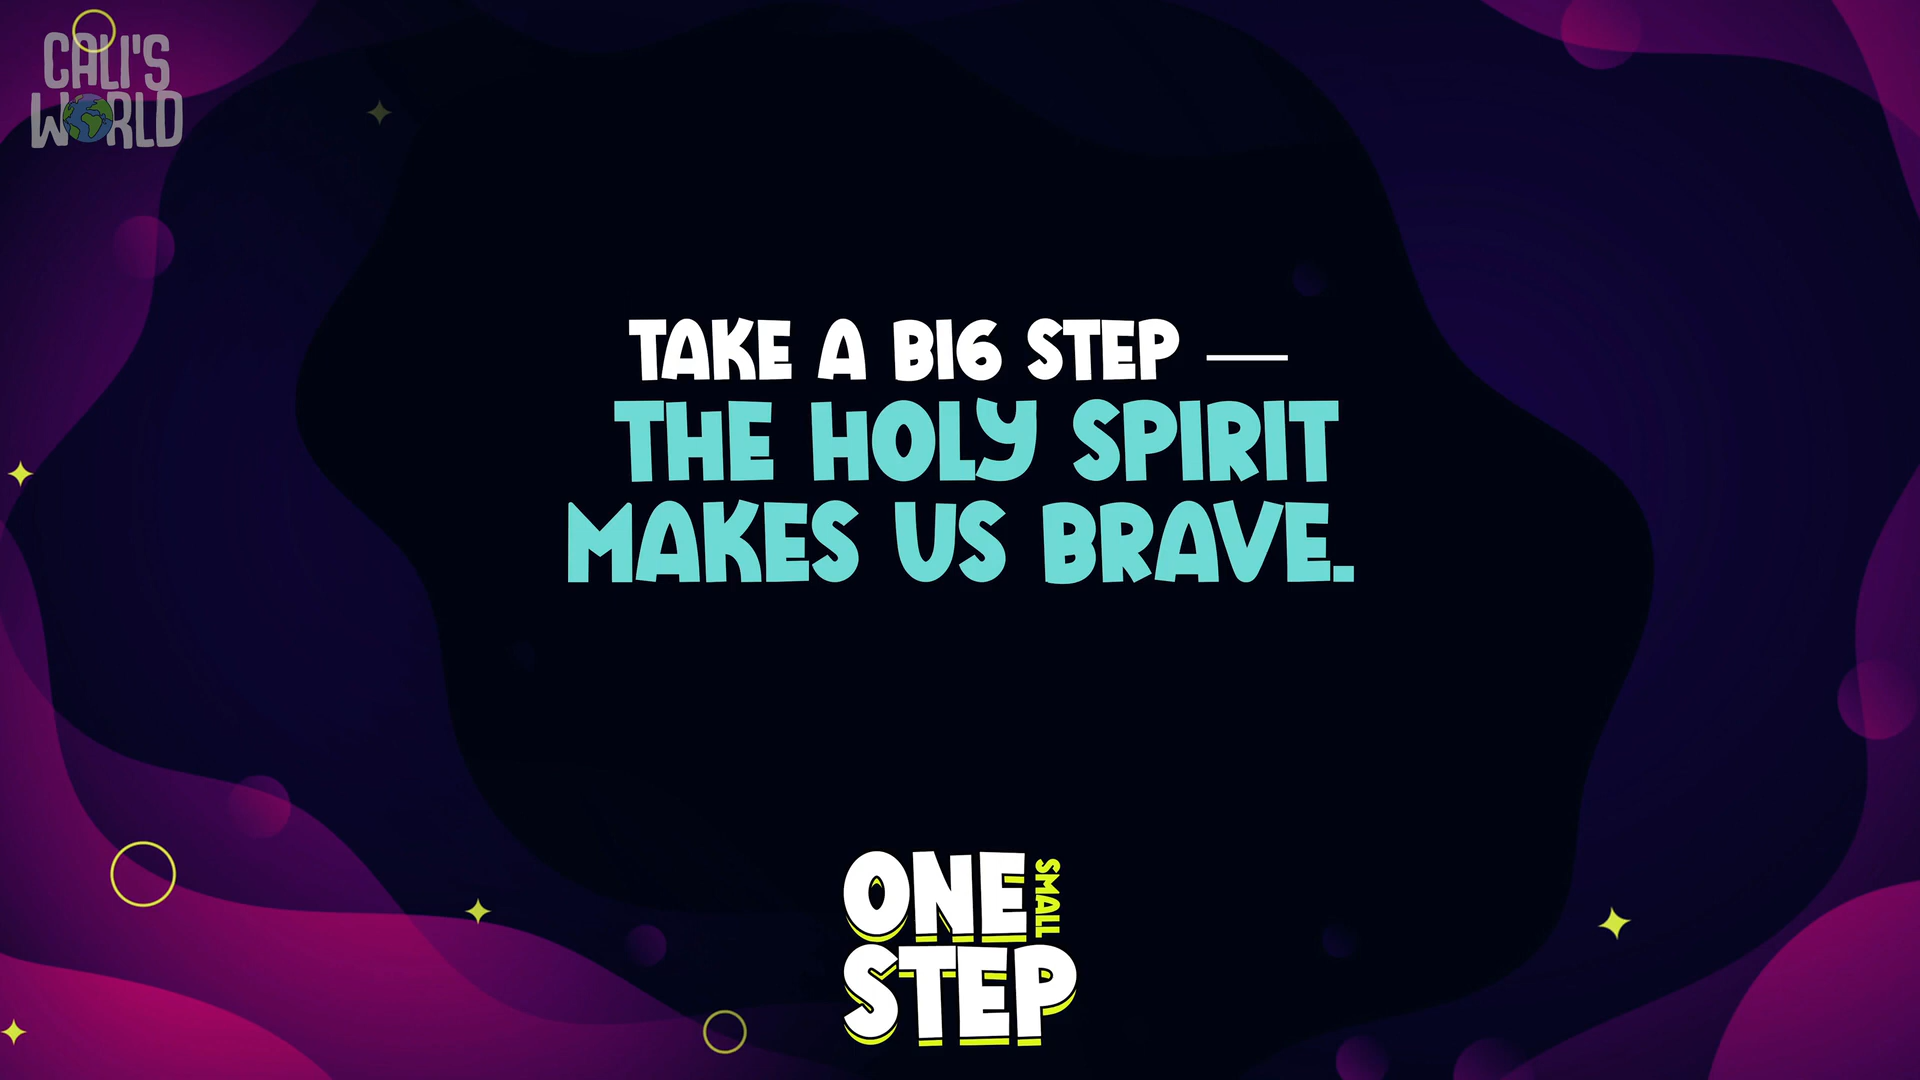 CALI'S
WORLD
TAKE A BIG STEP —
THE HOLY SPIRIT
MAKES US BRAVE.
ONE SMALL
STEP